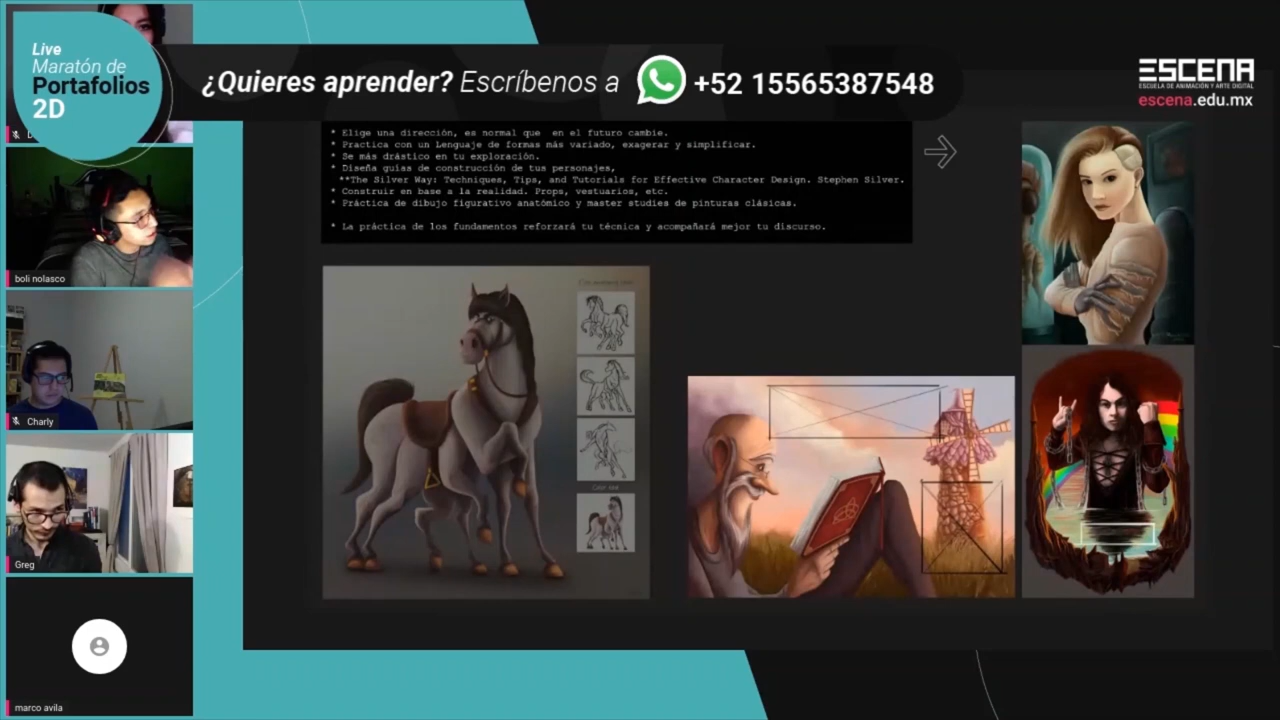 Live
Maratón de
Portafolios
2D
¿Quieres aprender? Escríbenos a +52 15565387548
ESCENA
ESCUELA DE ANIMACIÓN Y ARTE DIGITAL
escena.edu.mx
* Elige una dirección, es normal que en el futuro cambie.
* Practica con un Lenguaje de formas más variado, exagerar y simplificar.
* Se más drástico en tu exploración.
* Diseña guías de construcción de tus personajes,
**The Silver Way: Techniques, Tips, and Tutorials for Effective Character Design. Stephen Silver.
* Construir en base a la realidad. Props, vestuarios, etc.
* Práctica de dibujo figurativo anatómico y master studies de pinturas clásicas.
* La práctica de los fundamentos reforzará tu técnica y acompañará mejor tu discurso.
boli nolasco
Charly
Greg
marco avila